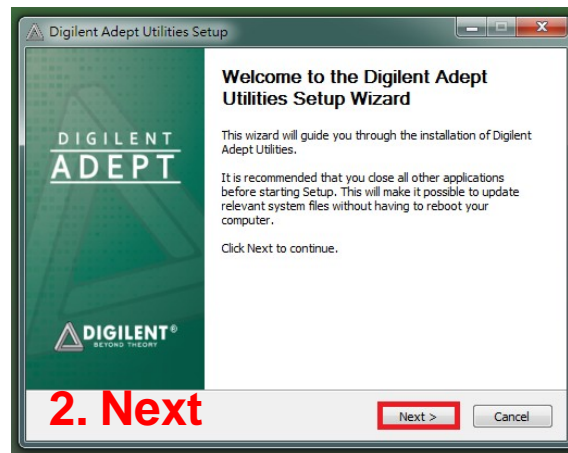 Digilent Adept Utilities Setup
Welcome to the Digilent Adept
Utilities Setup Wizard
This wizard will guide you through the installation of Digilent
Adept Utilities.
It is recommended that you close all other applications
before starting Setup. This will make it possible to update
relevant system files without having to reboot your
computer.
Click Next to continue.
DIGILENT
ADEPT
DIGILENT®
BEYOND THEORY
2. Next
Next >
Cancel